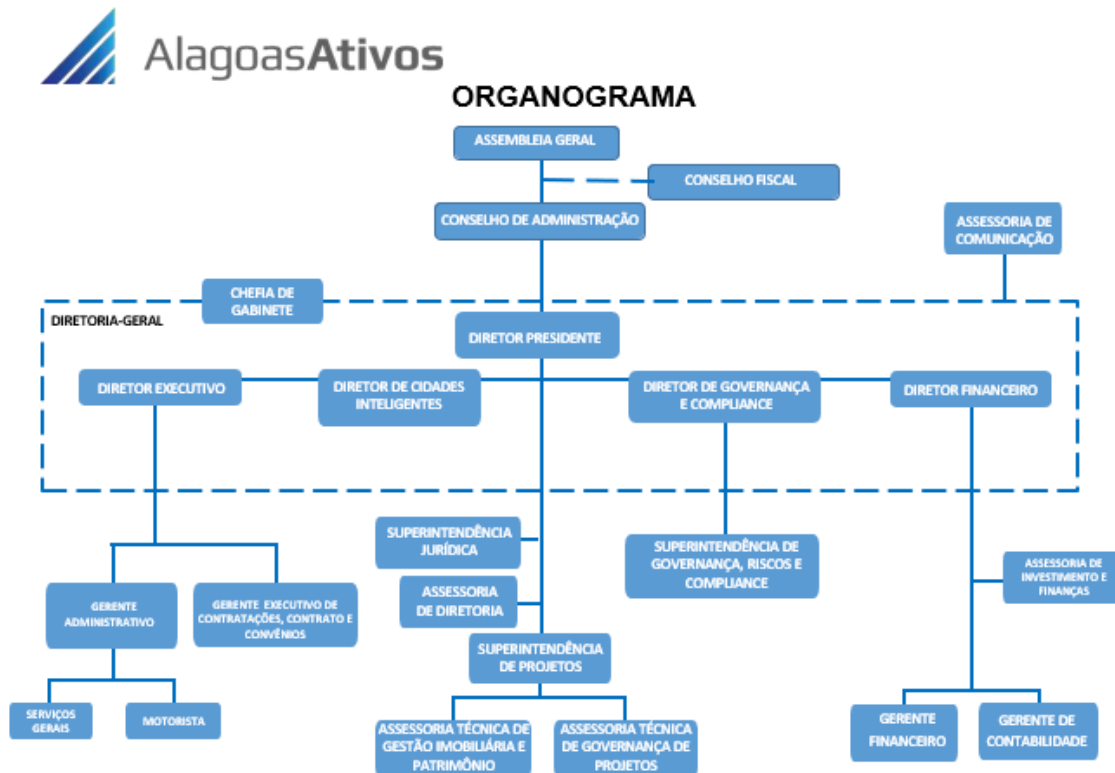 AlagoasAtivos
ORGANOGRAMA
ASSEMBLEIA GERAL
CONSELHO FISCAL
CONSELHO DE ADMINISTRAÇÃO
ASSESSORIA DE
COMUNICAÇÃO
CHEFIA DE
GABINETE
DIRETORIA-GERAL
DIRETOR PRESIDENTE
DIRETOR EXECUTIVO
DIRETOR DE CIDADES
INTELIGENTES
DIRETOR DE GOVERNANÇA
E COMPLIANCE
DIRETOR FINANCEIRO
SUPERINTENDÊNCIA
JURÍDICA
SUPERINTENDÊNCIA DE
GOVERNANÇA, RISCOS E
COMPLIANCE
ASSESSORIA DE
INVESTIMENTO E
FINANÇAS
ASSESSORIA
DE DIRETORIA
GERENTE
ADMINISTRATIVO
GERENTE EXECUTIVO DE
CONTRATAÇÕES, CONTRATO E
CONVÊNIOS
SUPERINTENDÊNCIA
DE PROJETOS
SERVIÇOS
GERAIS
MOTORISTA
ASSESSORIA TÉCNICA DE
GESTÃO IMOBILIÁRIA E
PATRIMÔNIO
ASSESSORIA TÉCNICA
DE GOVERNANÇA DE
PROJETOS
GERENTE
FINANCEIRO
GERENTE DE
CONTABILIDADE